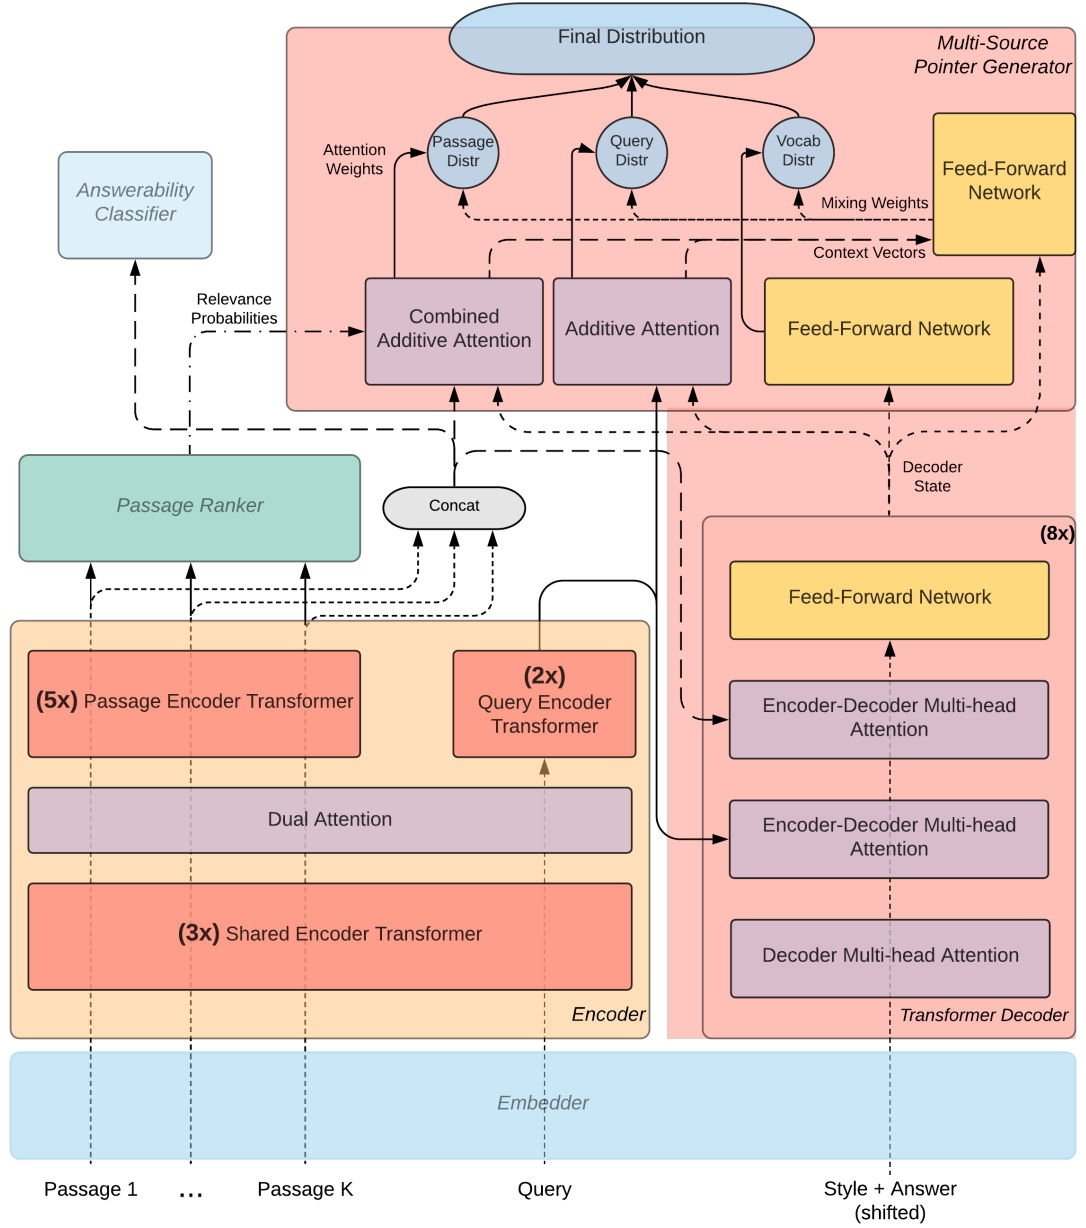 Final Distribution
Multi-Source
Pointer Generator
Passage
Distr
Query
Distr
Vocab
Distr
Attention
Weights
Feed-Forward
Network
Mixing Weights
Context Vectors
Answerability
Classifier
Relevance
Probabilities
Combined
Additive Attention
Additive Attention
Feed-Forward Network
Decoder
State
Passage Ranker
Concat
(8x)
Feed-Forward Network
(5x) Passage Encoder Transformer
(2x)
Query Encoder
Transformer
Encoder-Decoder Multi-head
Attention
Dual Attention
Encoder-Decoder Multi-head
Attention
(3x) Shared Encoder Transformer
Decoder Multi-head Attention
Encoder
Transformer Decoder
Embedder
Passage 1
...
Passage K
Query
Style + Answer
(shifted)